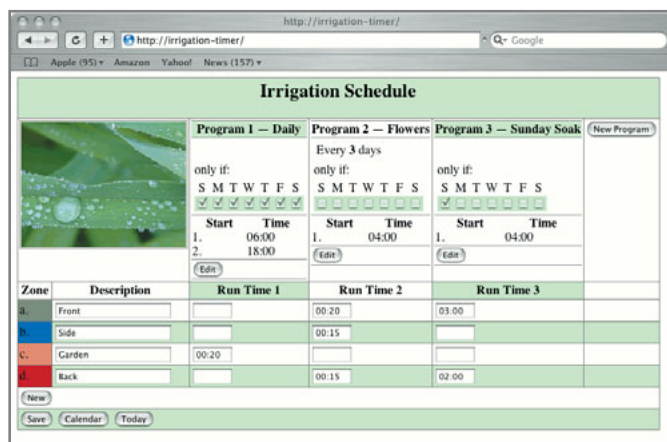 http://irrigation-timer/
http://irrigation-timer/ Google
Apple (95) Amazon Yahoo! News (157)
Irrigation Schedule
Program 1 — Daily Program 2 — Flowers Program 3 — Sunday Soak New Program
Every 3 days
only if: only if: only if:
S M T W T F S S M T W T F S S M T W T F S
Start Time Start Time Start Time
1. 06:00 1. 04:00 1. 04:00
2. 18:00 Edit Edit
Edit
Zone Description Run Time 1 Run Time 2 Run Time 3
a. Front 00:20 03:00
b. Side 00:15
c. Garden 00:20
d. Back 00:15 02:00
New
Save Calendar Today